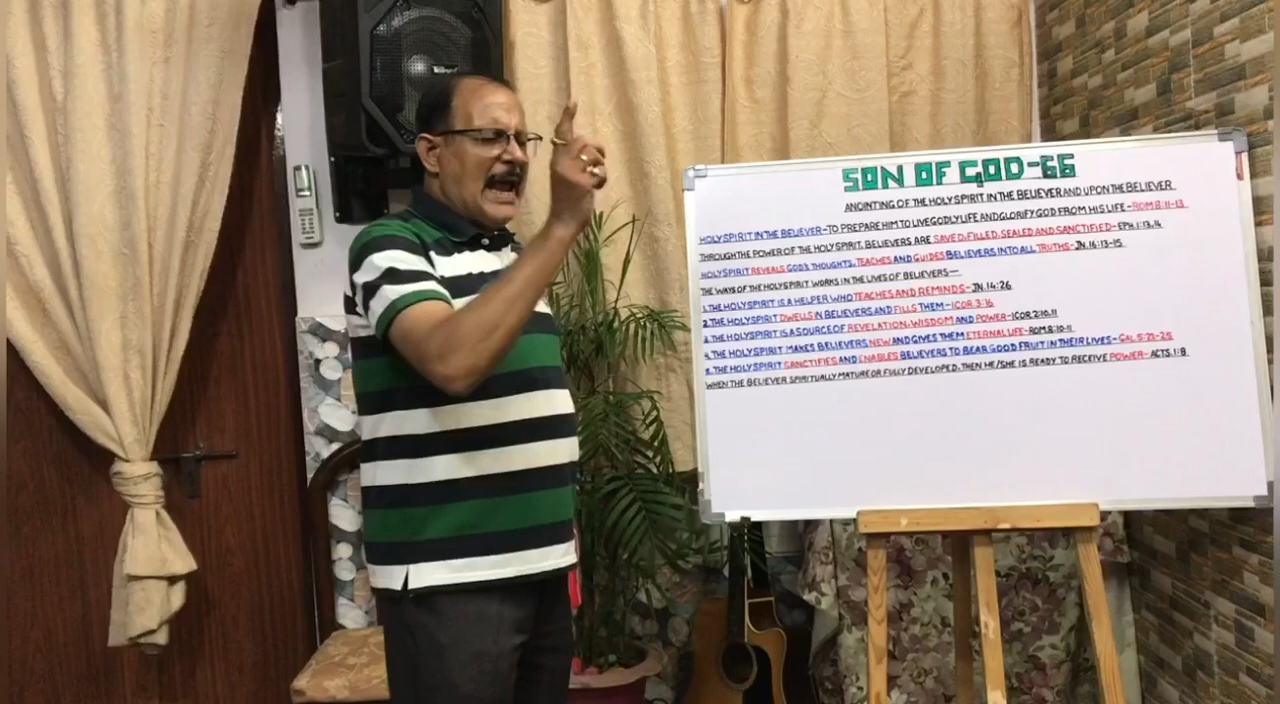 SON OF GOD-66
ANOINTING OF THE HOLY SPIRIT IN THE BELIEVER AND UPON THE BELIEVER
HOLY SPIRIT IN THE BELIEVER-TO PREPARE HIM TO LIVE GODLY LIFE AND GLORIFY GOD FROM HIS LIFE-ROM 8:11-13
THROUGH THE POWER OF THE HOLY SPIRIT, BELIEVERS ARE SAVED, FILLED, SEALED AND SANCTIFIED-EPH.1:13,14
HOLY SPIRIT REVEALS GOD'S THOUGHTS, TEACHES AND GUIDES BELIEVERS INTO ALL TRUTHS-JN.16:13-15
THE WAYS OF THE HOLY SPIRIT WORKS IN THE LIVES OF BELIEVERS-
1.THE HOLY SPIRIT IS A HELPER WHO TEACHES AND REMINDS-JN.14:26
2.THE HOLY SPIRIT DWELLS IN BELIEVERS AND FILLS THEM-1COR.3:16
3.THE HOLY SPIRIT IS A SOURCE OF REVELATION, WISDOM AND POWER-1COR.2:10,11
4.THE HOLY SPIRIT MAKES BELIEVERS NEW AND GIVES THEM ETERNAL LIFE-ROM.8:10-11
THE HOLY SPIRIT SANCTIFIES AND ENABLES BELIEVERS TO BEAR GOOD FRUIT IN THEIR LIVES-GAL 5:
WHEN THE BELIEVER SPIRITUALLY MATURE OR FULLY DEVELOPED, THEN HE/SHE IS READY TO RECEIVE POWER-ACTS.1:8